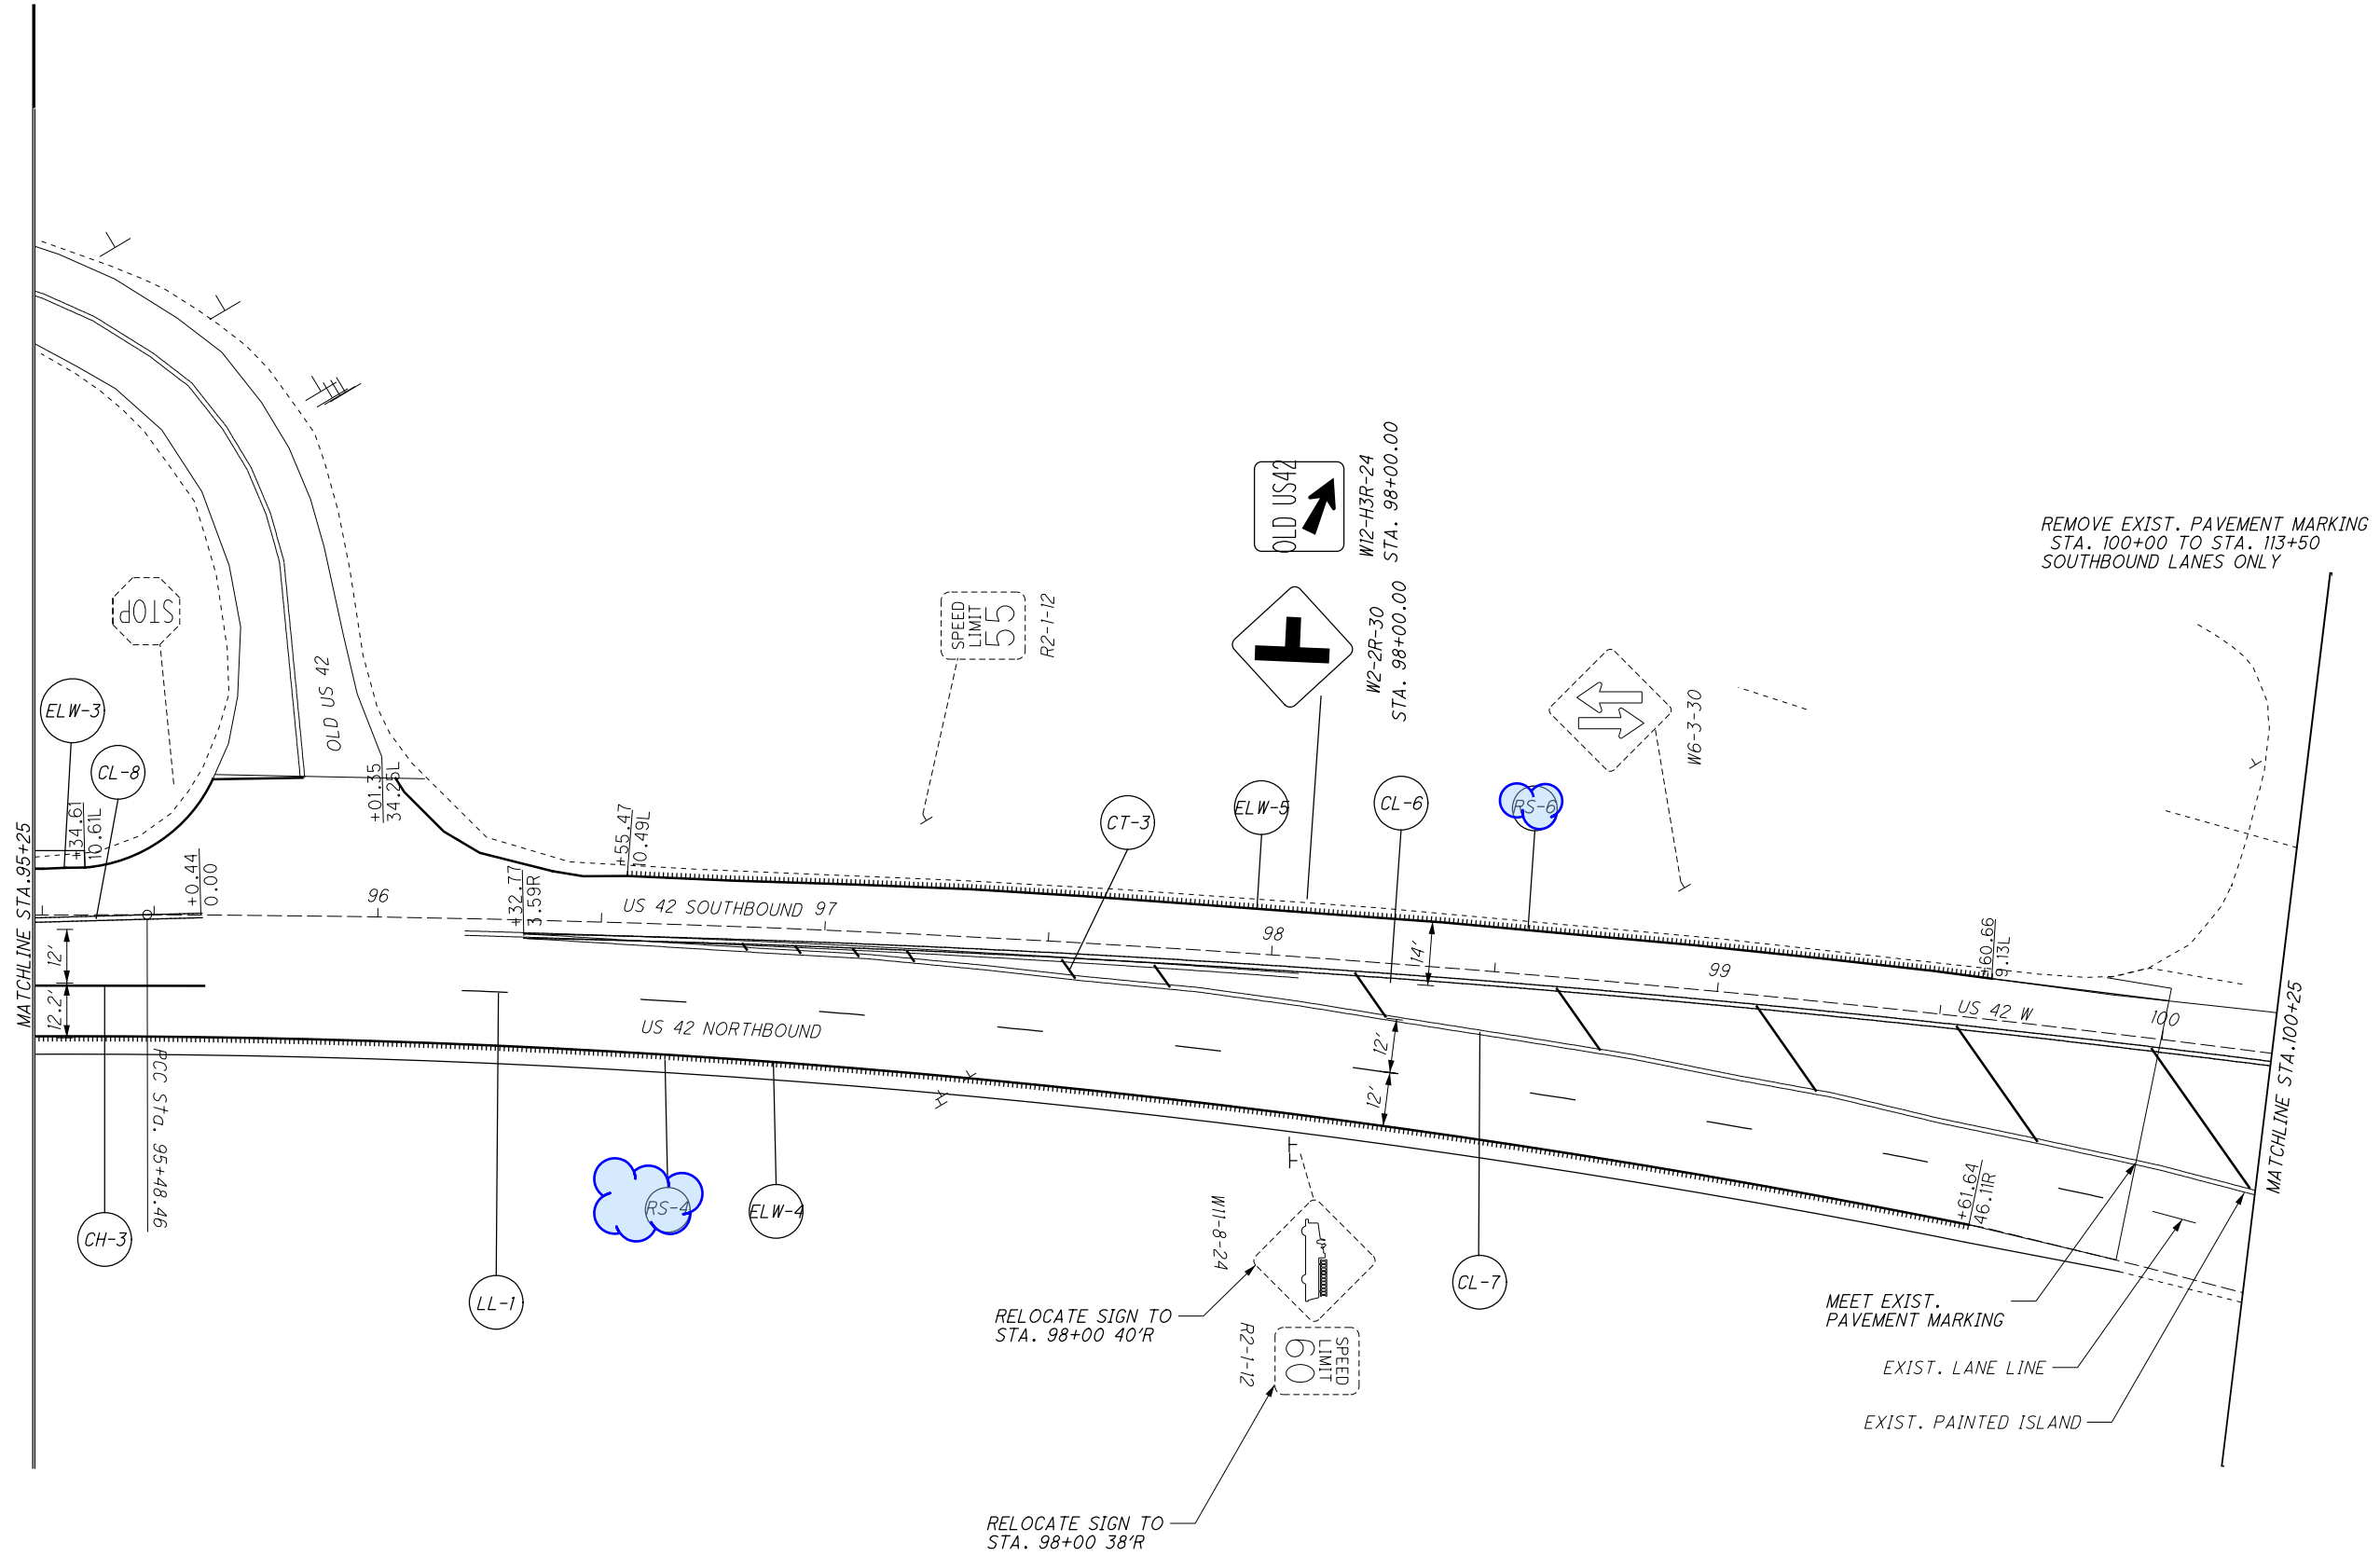 MATCHLINE STA.95+25
ELW-3
CL-8
STOP
OLD US 42
+34.61
10.61L
+0.44
0.00
+01.35
34.25L
+32.77
3.59R
+55.47
10.49L
12'
12.2'
PCC Sta. 95+48.46
CH-3
LL-1
RS-4
ELW-4
96
US 42 SOUTHBOUND 97
US 42 NORTHBOUND
SPEED
LIMIT
55
R2-1-12
OLD US42
W12-H3R-24
STA. 98+00.00
W2-2R-30
STA. 98+00.00
CT-3
ELW-5
CL-6
RS-6
W6-3-30
98
14'
12'
12'
99
US 42 W
100
+60.66
9.13L
+61.64
46.11R
REMOVE EXIST. PAVEMENT MARKING
STA. 100+00 TO STA. 113+50
SOUTHBOUND LANES ONLY
MATCHLINE STA.100+25
W11-8-24
R2-1-12
SPEED
LIMIT
60
CL-7
RELOCATE SIGN TO
STA. 98+00 40'R
RELOCATE SIGN TO
STA. 98+00 38'R
MEET EXIST.
PAVEMENT MARKING
EXIST. LANE LINE
EXIST. PAINTED ISLAND